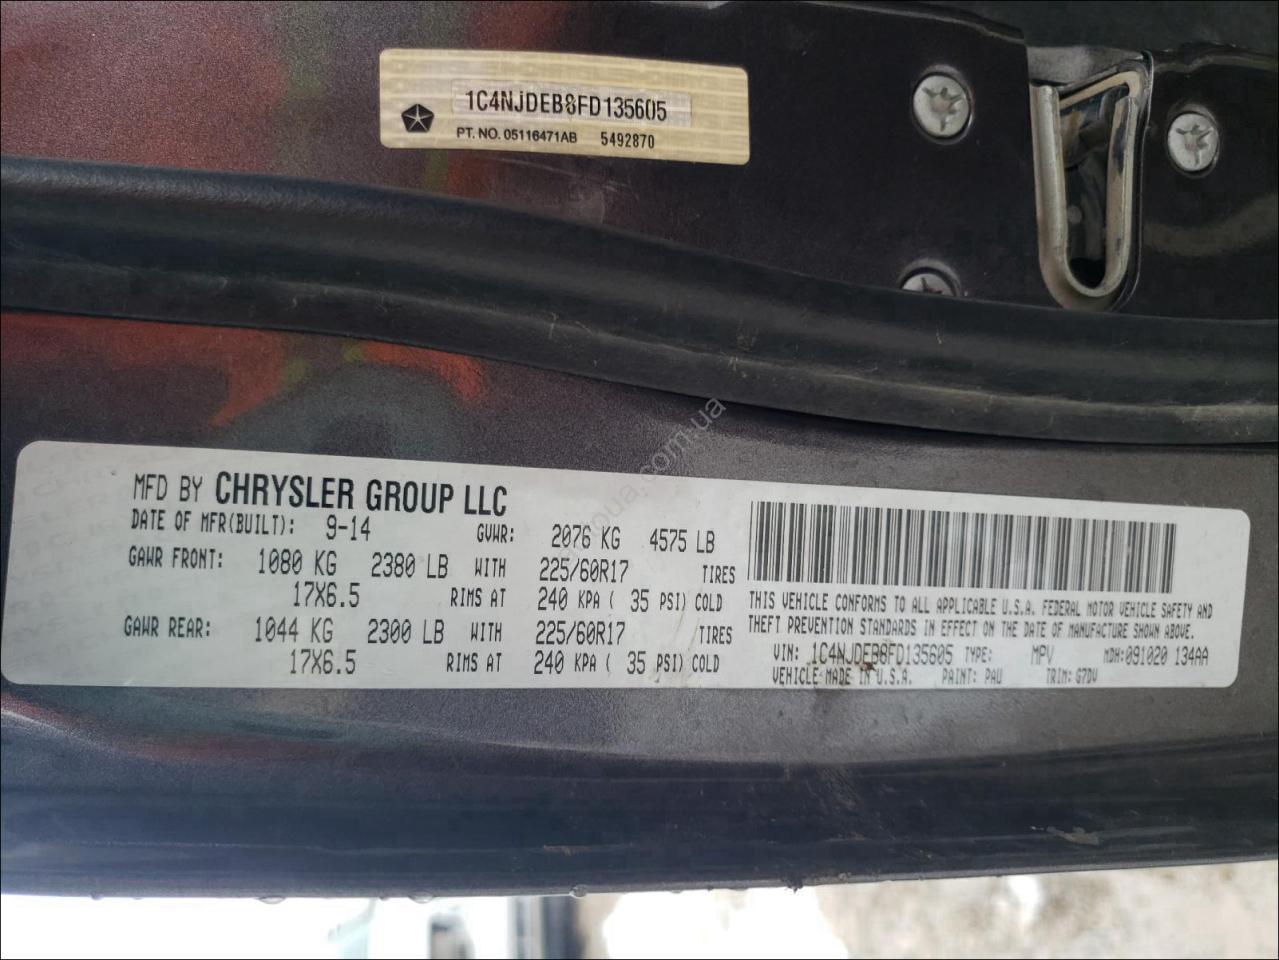 1C4NJDEB8FD135605
PT. NO. 05116471AB 5492870
MFD BY CHRYSLER GROUP LLC
DATE OF MFR(BUILT): 9-14 GVWR: 2076 KG 4575 LB
GAWR FRONT: 1080 KG 2380 LB WITH 225/60R17 TIRES
17X6.5 RIMS AT 240 KPA ( 35 PSI) COLD
GAWR REAR: 1044 KG 2300 LB WITH 225/60R17 TIRES
17X6.5 RIMS AT 240 KPA ( 35 PSI) COLD
THIS VEHICLE CONFORMS TO ALL APPLICABLE U.S.A. FEDERAL MOTOR VEHICLE SAFETY AND
THEFT PREVENTION STANDARDS IN EFFECT ON THE DATE OF MANUFACTURE SHOWN ABOVE.
VIN: 1C4NJDEB8FD135605 TYPE: MPV MDH:091020 134AA
VEHICLE MADE IN U.S.A. PAINT: PAU TRIM: G7DV